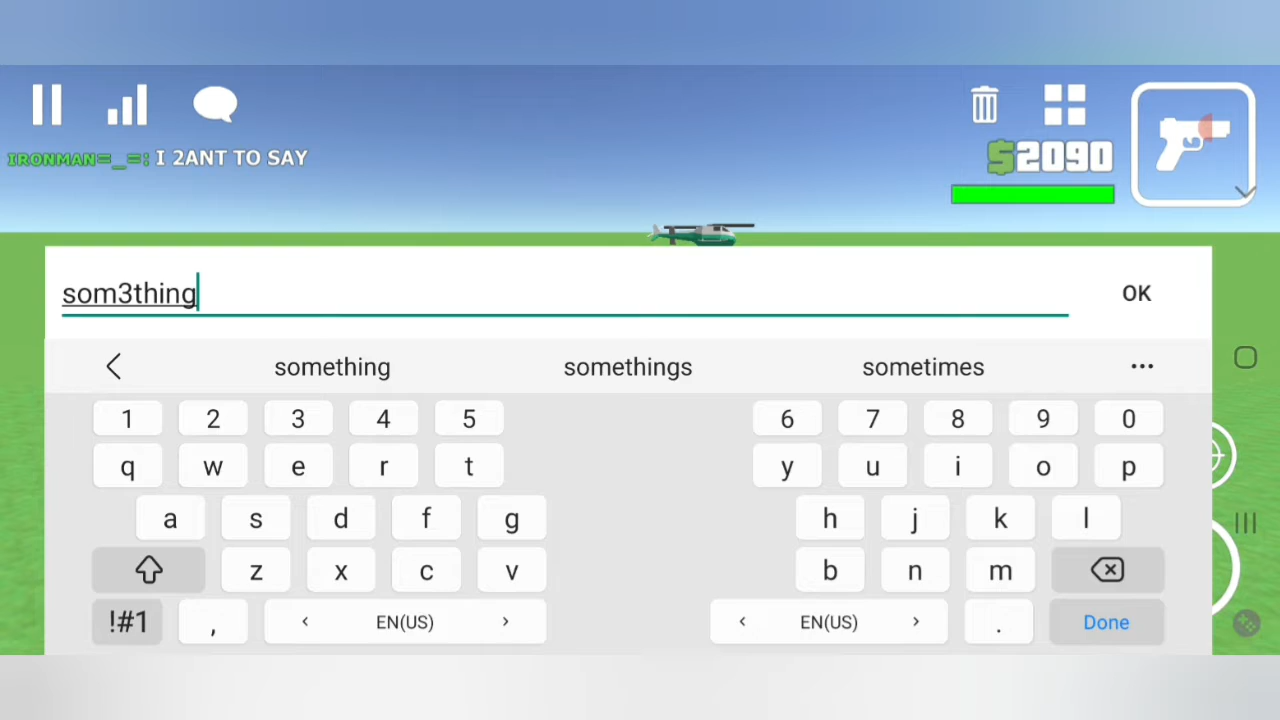 IRONMAN=_=: I 2ANT TO SAY
$2090
som3thing
OK
something somethings sometimes
1 2 3 4 5 6 7 8 9 0
q w e r t y u i o p
a s d f g h j k l
z x c v b n m
!#1 , EN(US) EN(US) . Done